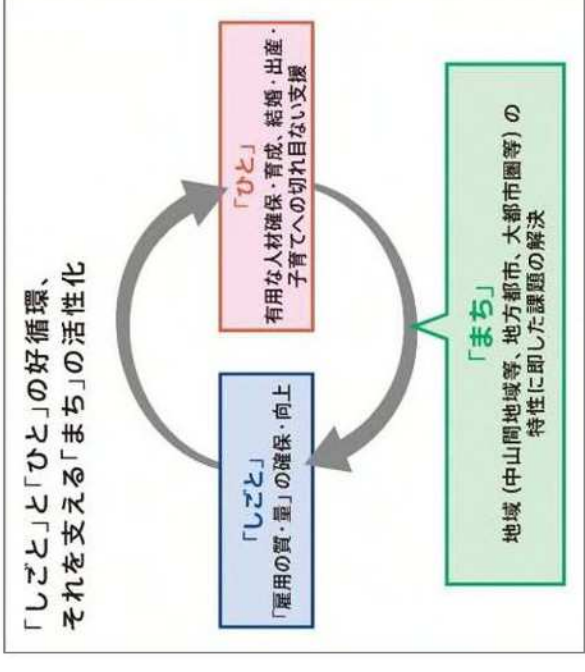 「しごと」と「ひと」の好循環、
それを支える「まち」の活性化
「しごと」
「雇用の質・量」の確保・向上
「ひと」
有用な人材確保・育成、結婚・出産・
子育てへの切れ目ない支援
「まち」
地域（中山間地域等、地方都市、大都市圏等）の
特性に即した課題の解決